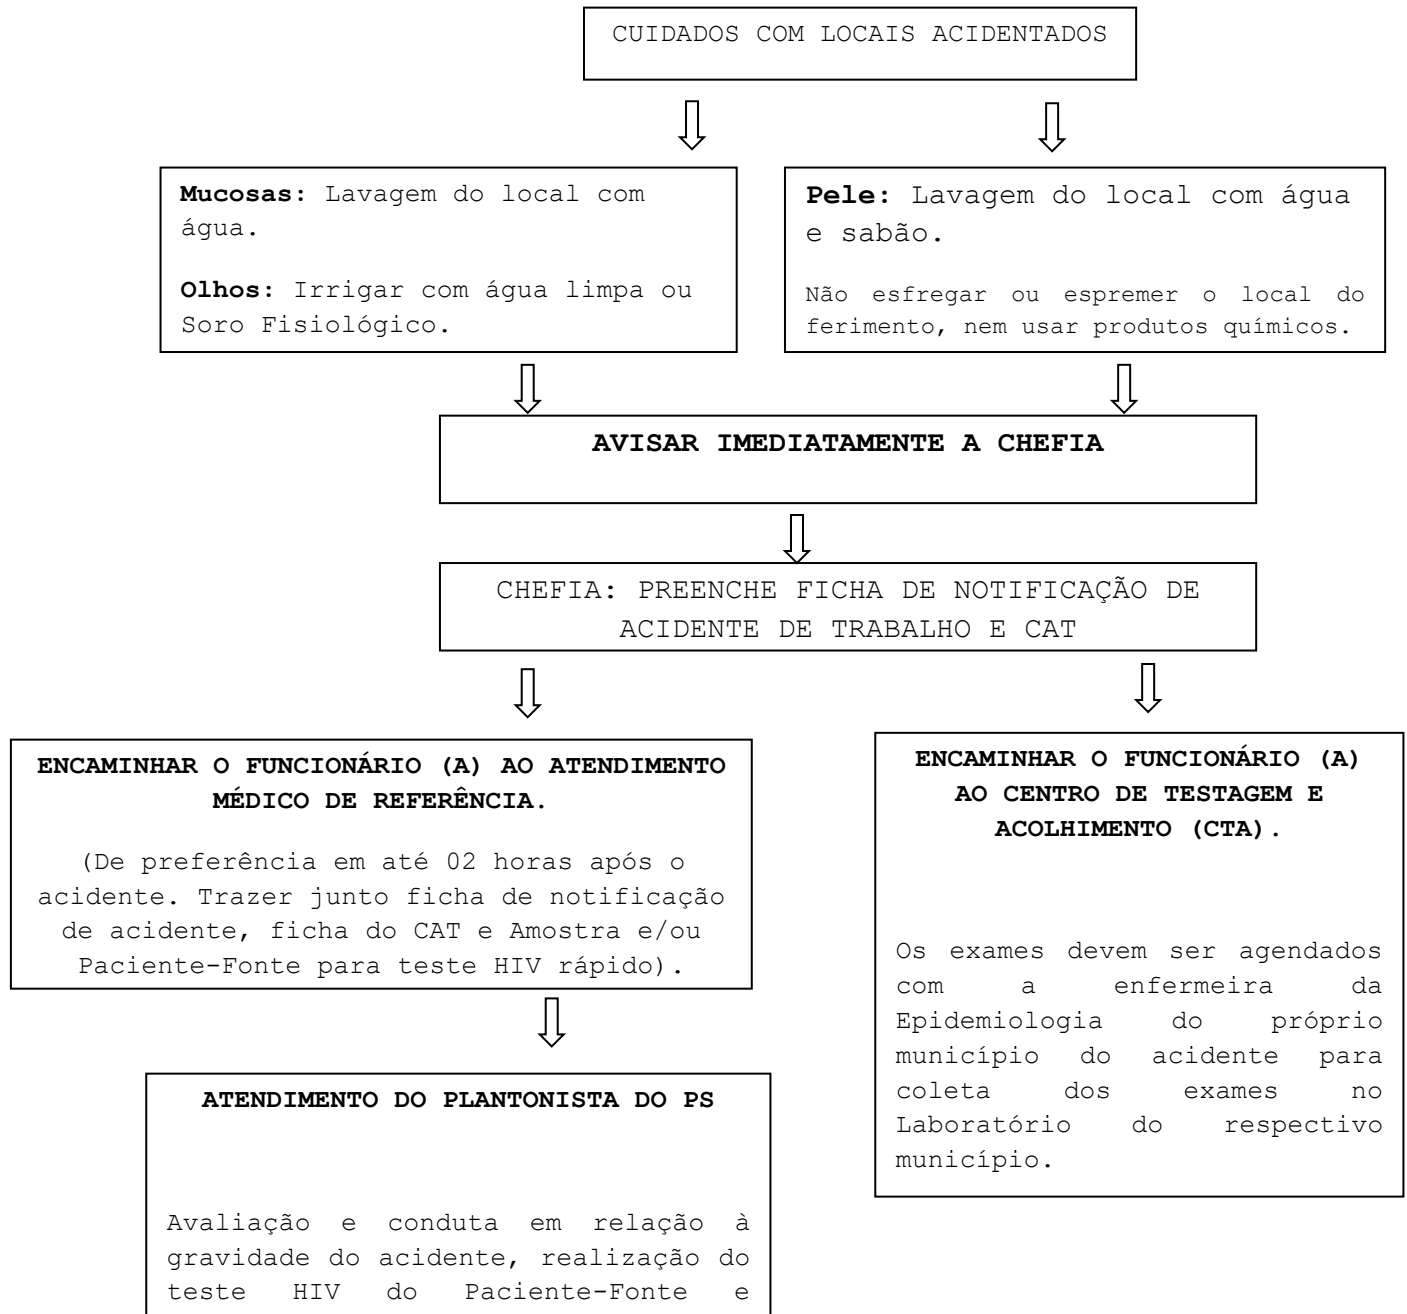 CUIDADOS COM LOCAIS ACIDENTADOS
Mucosas: Lavagem do local com
água.
Olhos: Irrigar com água limpa ou
Soro Fisiológico.
Pele: Lavagem do local com água
e sabão.
Não esfregar ou espremer o local do
ferimento, nem usar produtos químicos.
AVISAR IMEDIATAMENTE A CHEFIA
CHEFIA: PREENCHE FICHA DE NOTIFICAÇÃO DE
ACIDENTE DE TRABALHO E CAT
ENCAMINHAR O FUNCIONÁRIO (A) AO ATENDIMENTO
MÉDICO DE REFERÊNCIA.
(De preferência em até 02 horas após o
acidente. Trazer junto ficha de notificação
de acidente, ficha do CAT e Amostra e/ou
Paciente-Fonte para teste HIV rápido).
ENCAMINHAR O FUNCIONÁRIO (A)
AO CENTRO DE TESTAGEM E
ACOLHIMENTO (CTA).
Os exames devem ser agendados
com a enfermeira da
Epidemiologia do próprio
município do acidente para
coleta dos exames no
Laboratório do respectivo
município.
ATENDIMENTO DO PLANTONISTA DO PS
Avaliação e conduta em relação à
gravidade do acidente, realização do
teste HIV do Paciente-Fonte e